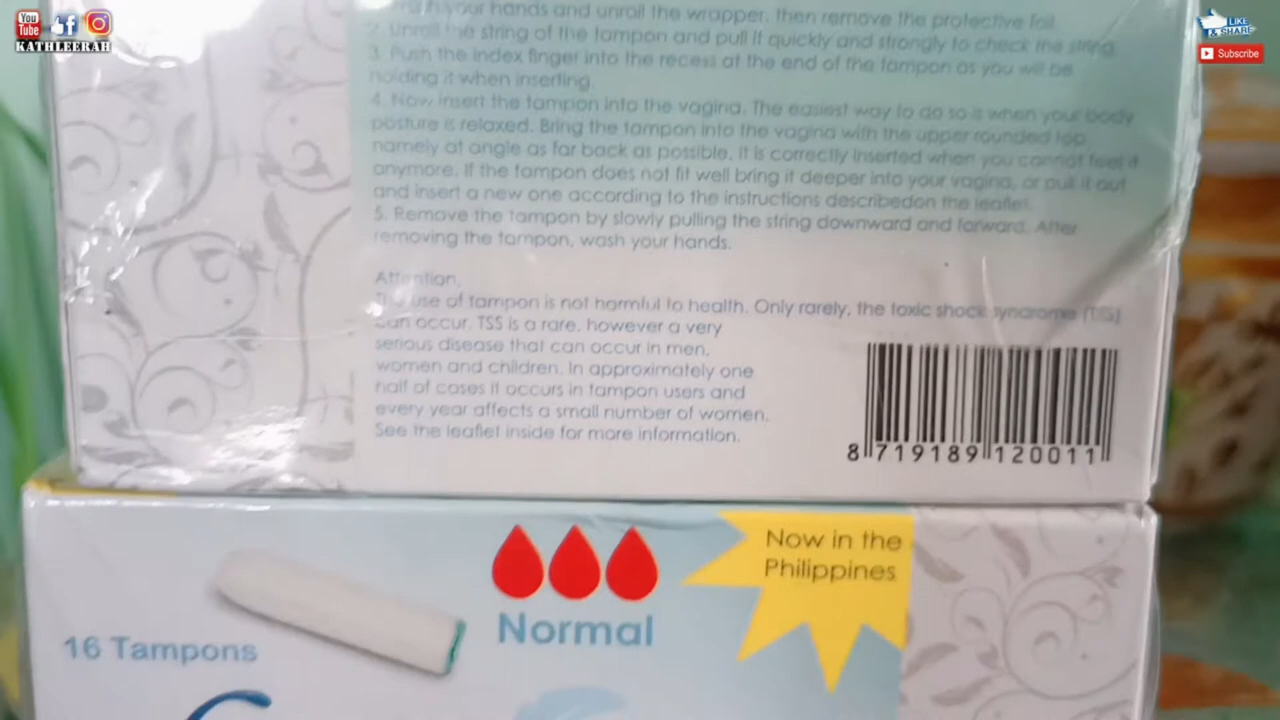 You Tube
KATHLEERAH
LIKE & SHARE
Subscribe
your hands and unroll the wrapper, then remove the protective foil.
2. Unroll the string of the tampon and pull it quickly and strongly to check the string.
3. Push the index finger into the recess at the end of the tampon as you will be
holding it when inserting.
4. Now insert the tampon into the vagina. The easiest way to do so is when your body
posture is relaxed. Bring the tampon into the vagina with the upper rounded top
namely at angle as far back as possible. It is correctly inserted when you cannot feel it
anymore. If the tampon does not fit well bring it deeper into your vagina, or pull it out
and insert a new one according to the instructions describedon the leaflet.
5. Remove the tampon by slowly pulling the string downward and forward. After
removing the tampon, wash your hands.
Attention,
The use of tampon is not harmful to health. Only rarely, the toxic shock syndrome (TSS)
can occur. TSS is a rare, however a very
serious disease that can occur in men,
women and children. In approximately one
half of cases it occurs in tampon users and
every year affects a small number of women.
See the leaflet inside for more information.
8 719189 120011
Now in the
Philippines
Normal
16 Tampons